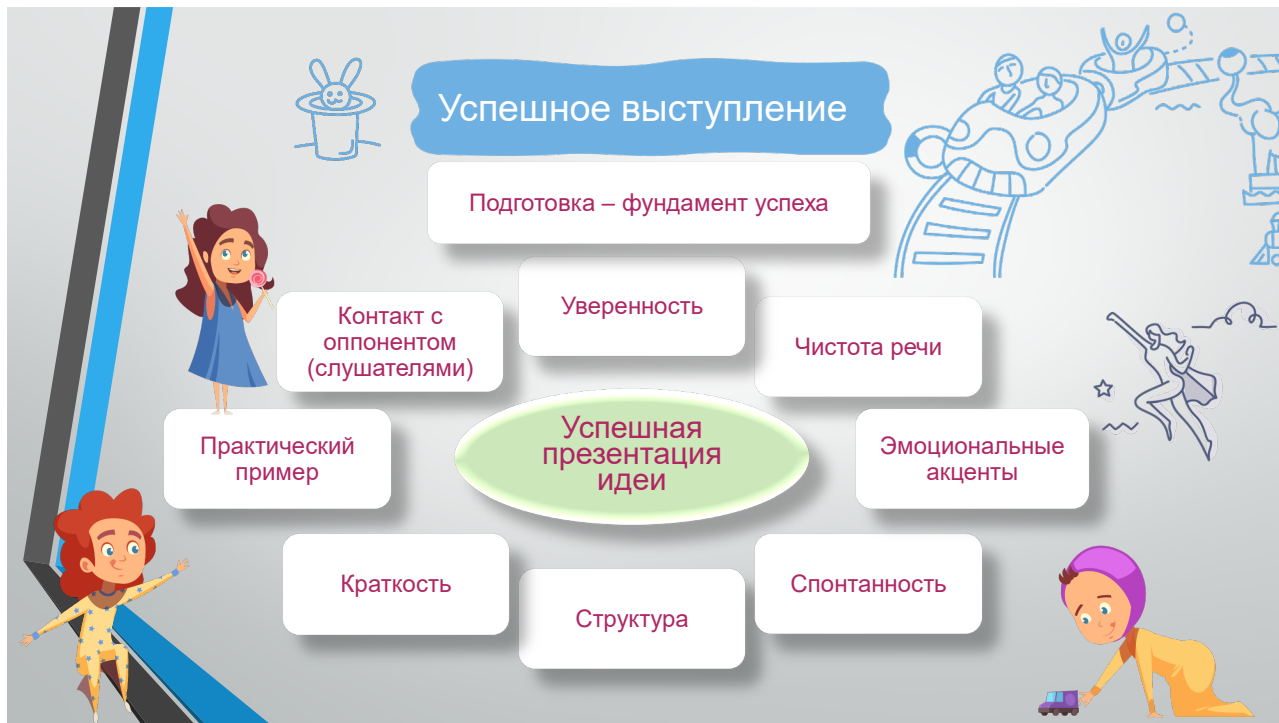 Успешное выступление
Подготовка – фундамент успеха
Уверенность
Контакт с
оппонентом
(слушателями)
Чистота речи
Практический
пример
Успешная
презентация
идеи
Эмоциональные
акценты
Краткость
Структура
Спонтанность